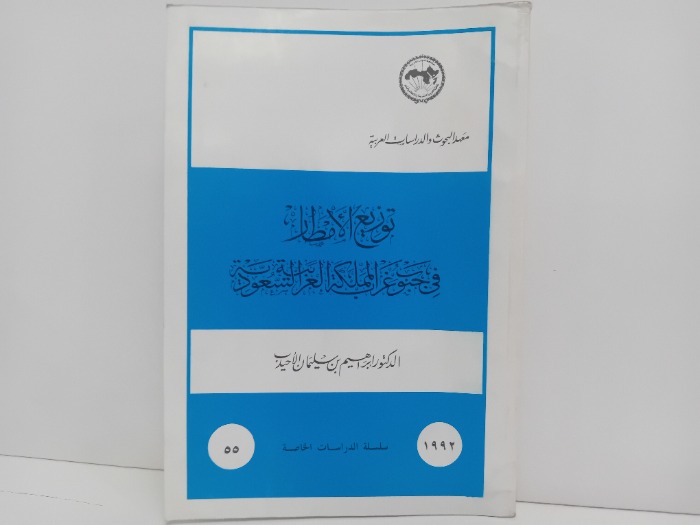 معهد البحوث والدراسات العربية
توزيع الأمطار
في جنوب غرب المملكة العربية السعودية
الدكتور ابراهيم بن سليمان الأحيدب
١٩٩٢
سلسلة الدراسات الخاصة
٥٥